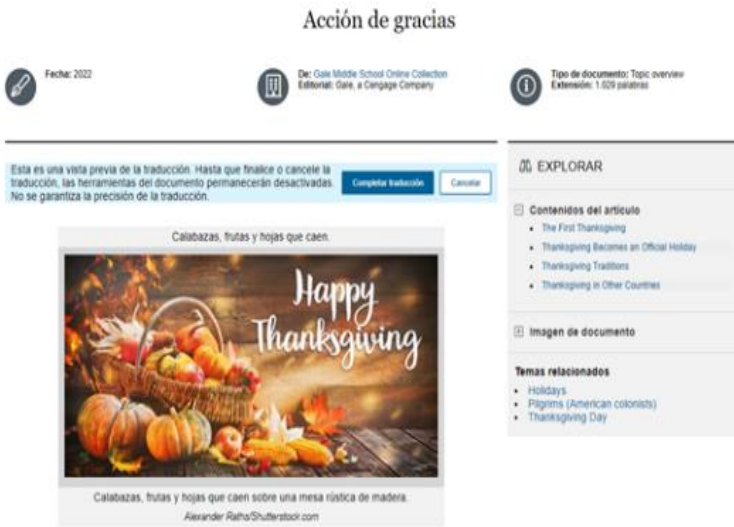 Acción de gracias
Fecha: 2022
De: Gale Middle School Online Collection
Editorial: Gale, a Cengage Company
Tipo de documento: Topic overview
Extensión: 1.029 palabras
Esta es una vista previa de la traducción. Hasta que finalice o cancele la
traducción, las herramientas del documento permanecerán desactivadas.
No se garantiza la precisión de la traducción.
Completar traducción
Cancelar
Calabazas, frutas y hojas que caen.
Happy
Thanksgiving
Calabazas, frutas y hojas que caen sobre una mesa rústica de madera.
Alexander Raths/Shutterstock.com
EXPLORAR
Contenidos del artículo
The First Thanksgiving
Thanksgiving Becomes an Official Holiday
Thanksgiving Traditions
Thanksgiving in Other Countries
Imagen de documento
Temas relacionados
Holidays
Pilgrims (American colonists)
Thanksgiving Day